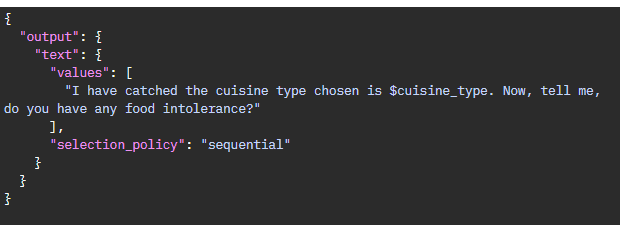 {
  "output": {
    "text": {
      "values": [
        "I have catched the cuisine type chosen is $cuisine_type. Now, tell me,
do you have any food intolerance?"
      ],
      "selection_policy": "sequential"
    }
  }
}